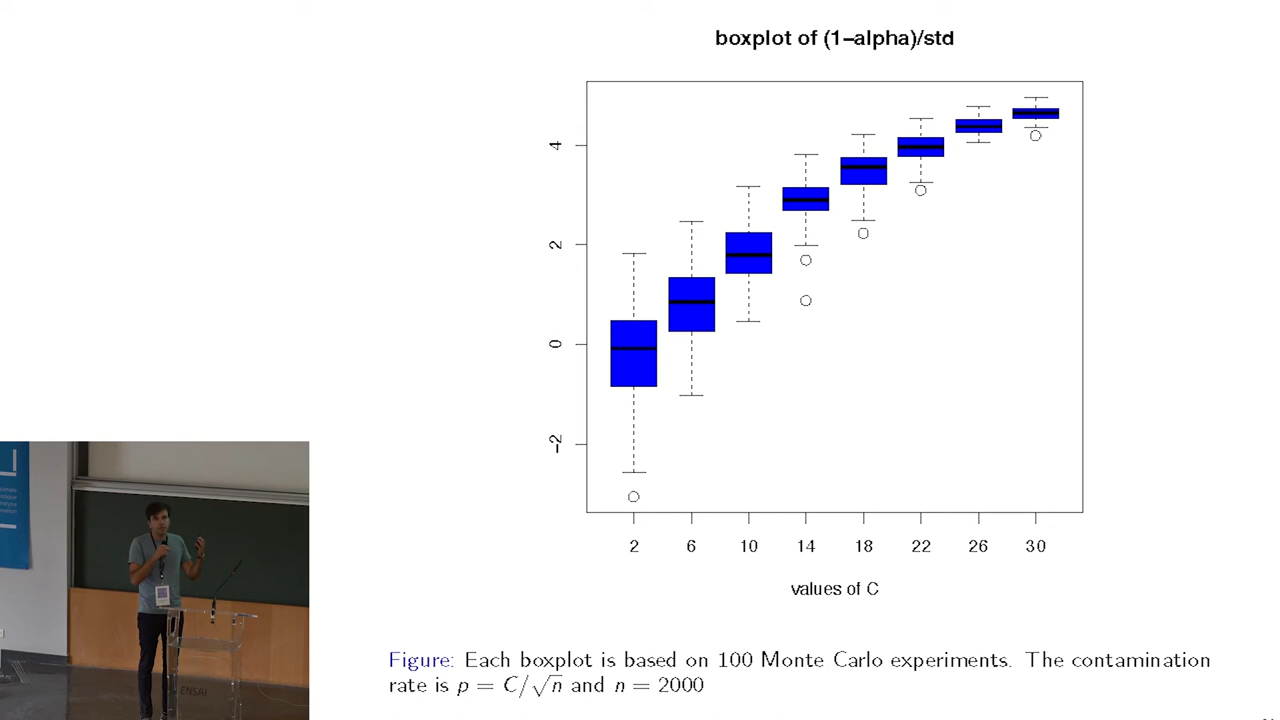 boxplot of (1−alpha)/std
4
2
0
−2
2 6 10 14 18 22 26 30
values of C
Figure: Each boxplot is based on 100 Monte Carlo experiments. The contamination
rate is p = C/√n and n = 2000
ENSAI